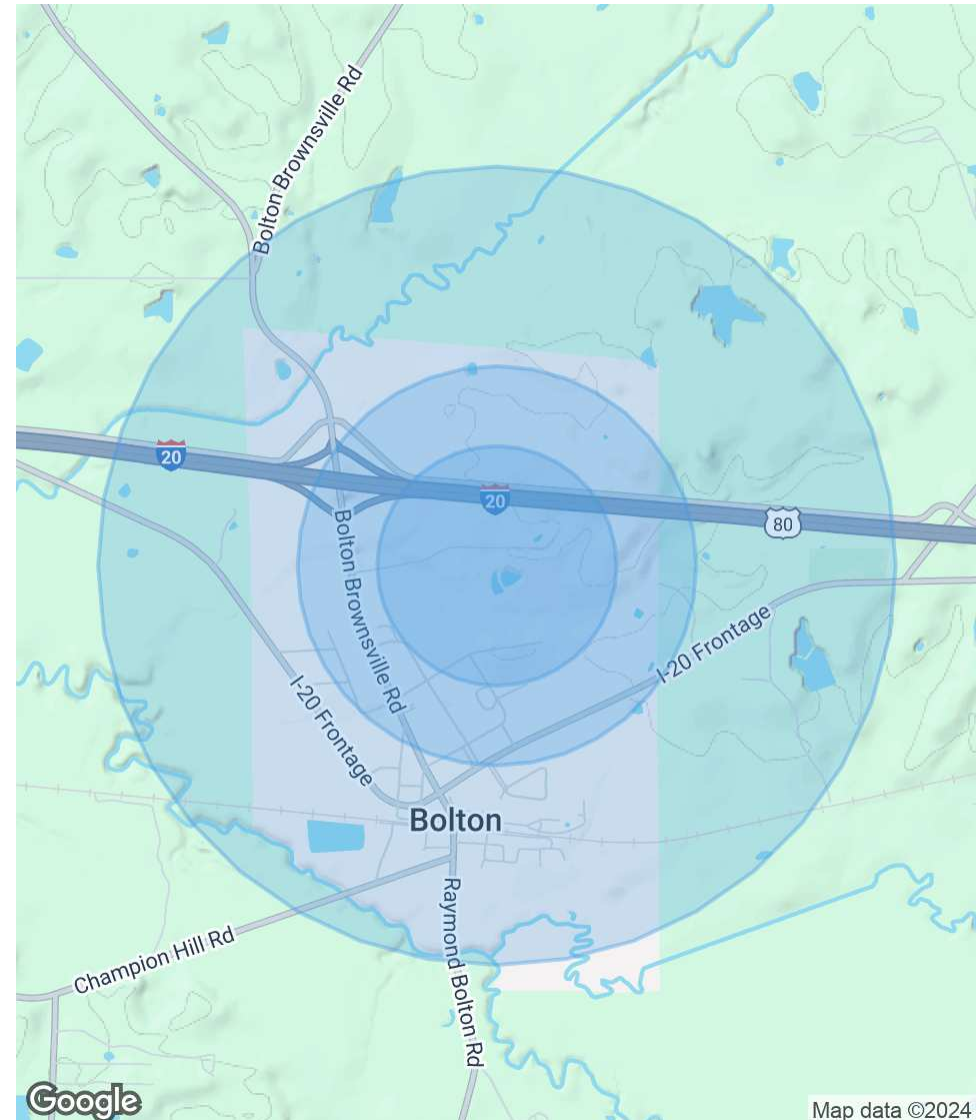 Bolton Brownsville Rd
20
20
80
Bolton Brownsville Rd
I-20 Frontage
I-20 Frontage
Bolton
Raymond Bolton Rd
Champion Hill Rd
Google
Map data ©2024